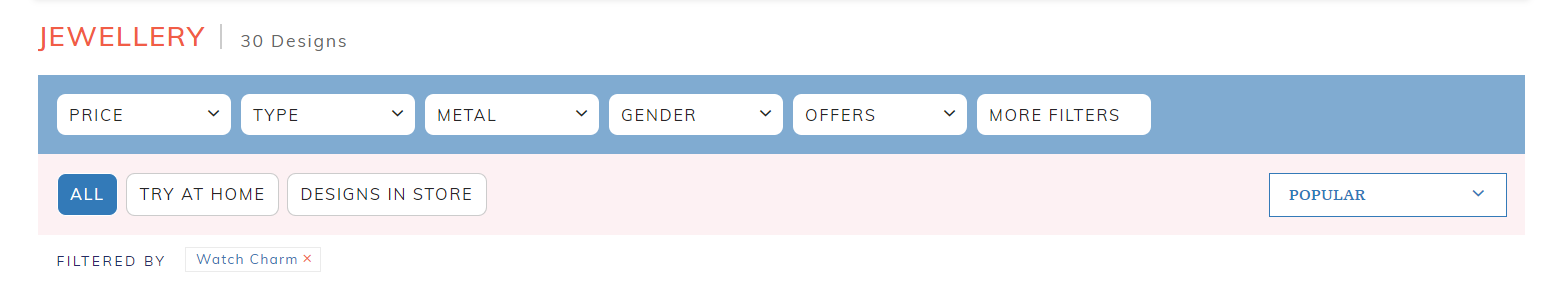 JEWELLERY 30 Designs
PRICE TYPE METAL GENDER OFFERS MORE FILTERS
ALL TRY AT HOME DESIGNS IN STORE POPULAR
FILTERED BY Watch Charm ×